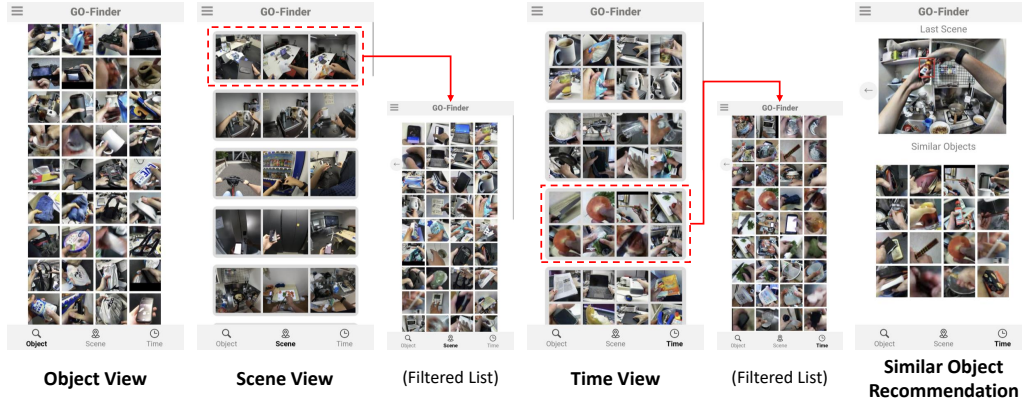 GO-Finder
Object
Scene
Time
Object View
GO-Finder
Object
Scene
Time
Scene View
GO-Finder
Object
Scene
Time
(Filtered List)
GO-Finder
Object
Scene
Time
Time View
GO-Finder
Object
Scene
Time
(Filtered List)
GO-Finder
Last Scene
Similar Objects
Object
Scene
Time
Similar Object
Recommendation